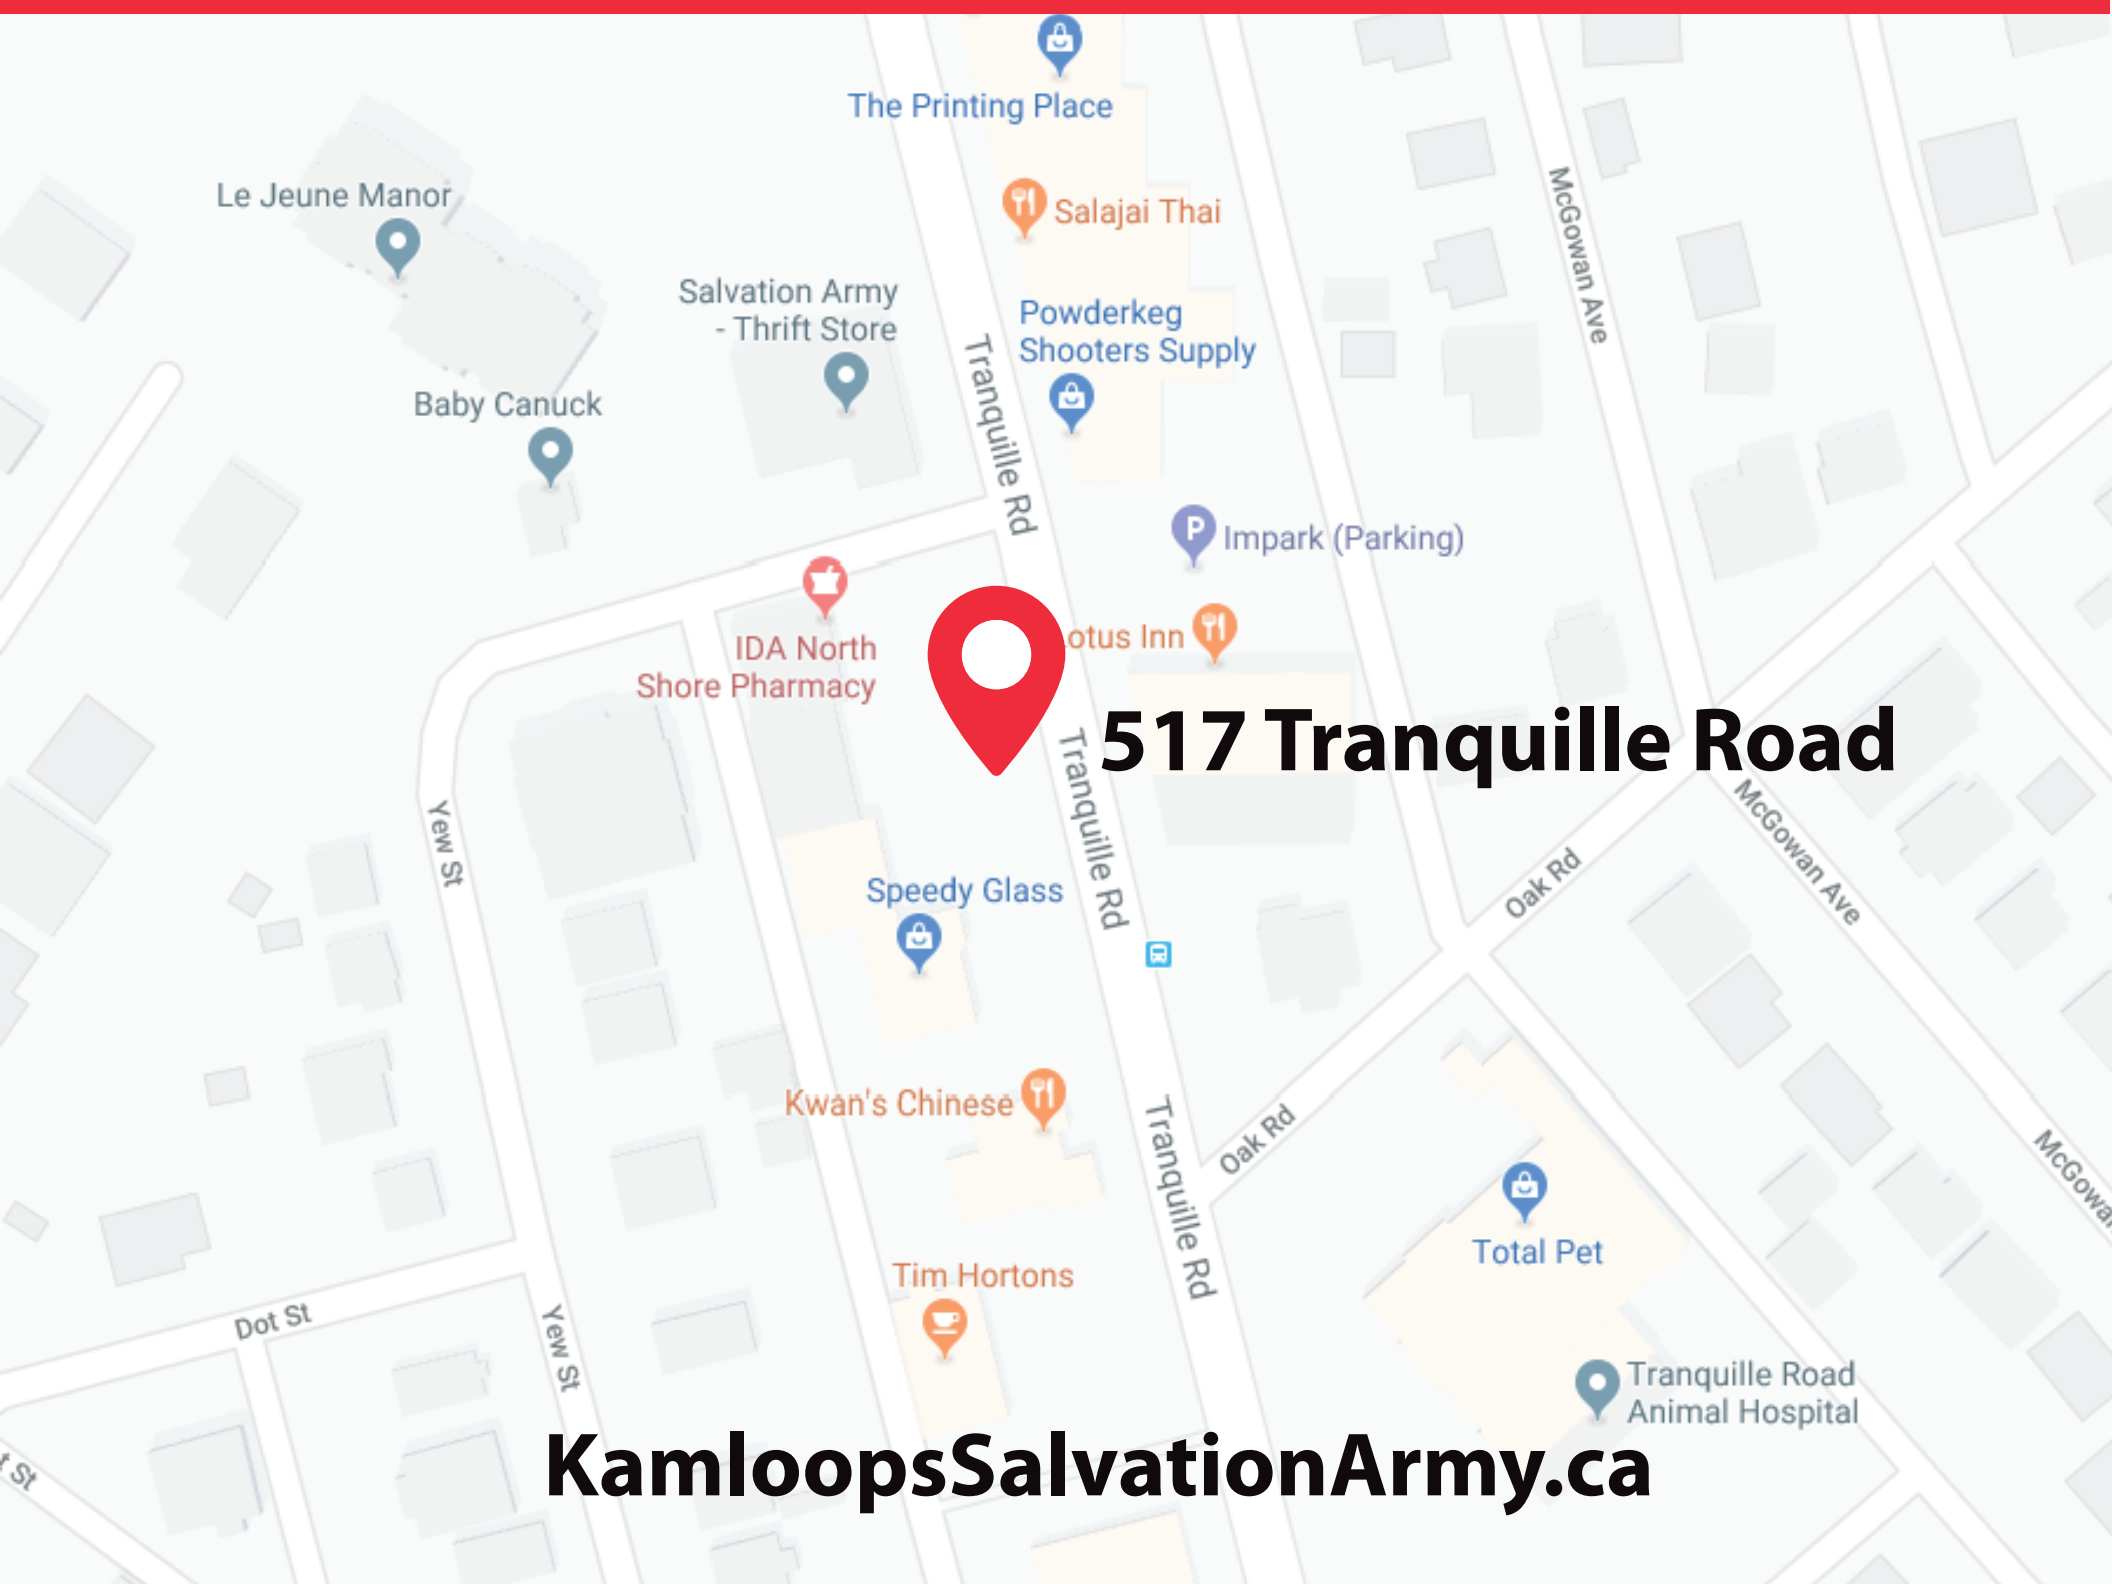 The Printing Place
Le Jeune Manor
Salajai Thai
McGowan Ave
Salvation Army
- Thrift Store
Powderkeg
Shooters Supply
Tranquille Rd
Baby Canuck
Impark (Parking)
IDA North
Shore Pharmacy
otus Inn
517 Tranquille Road
Tranquille Rd
Yew St
McGowan Ave
Oak Rd
Speedy Glass
Kwan's Chinese
Oak Rd
Tranquille Rd
McGowa
Total Pet
Tim Hortons
Dot St
Yew St
Tranquille Road
Animal Hospital
St
KamloopsSalvationArmy.ca